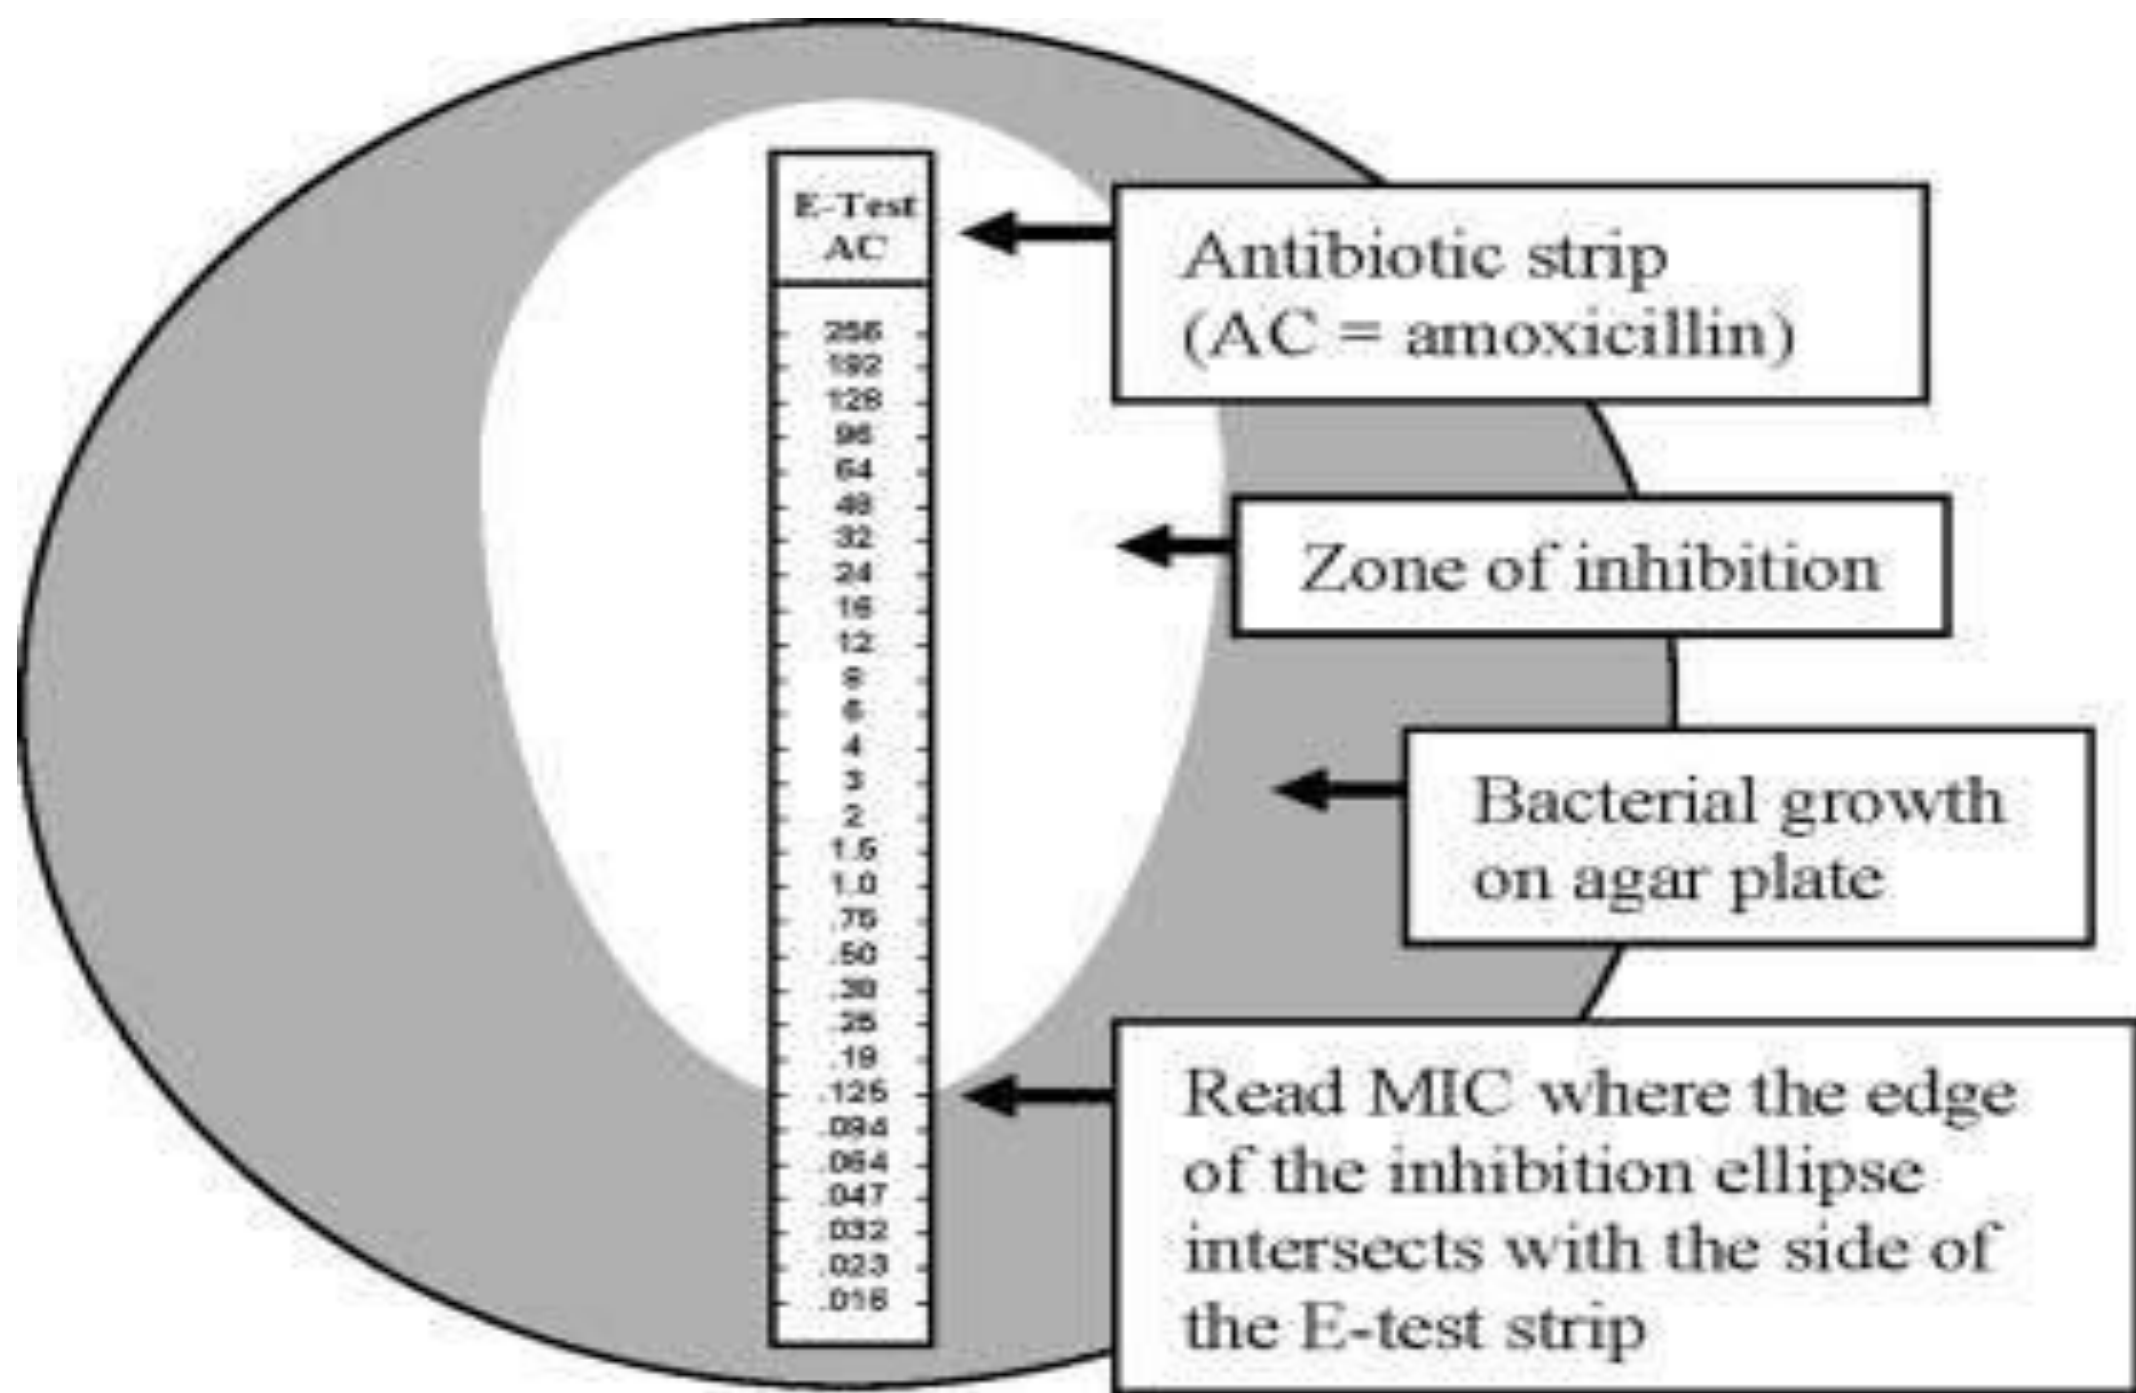 E-Test
AC
256
192
128
96
64
48
32
24
16
12
8
6
4
3
2
1.5
1.0
.75
.50
.38
.25
.19
.125
.094
.064
.047
.032
.023
.016
Antibiotic strip
(AC = amoxicillin)
Zone of inhibition
Bacterial growth
on agar plate
Read MIC where the edge
of the inhibition ellipse
intersects with the side of
the E-test strip